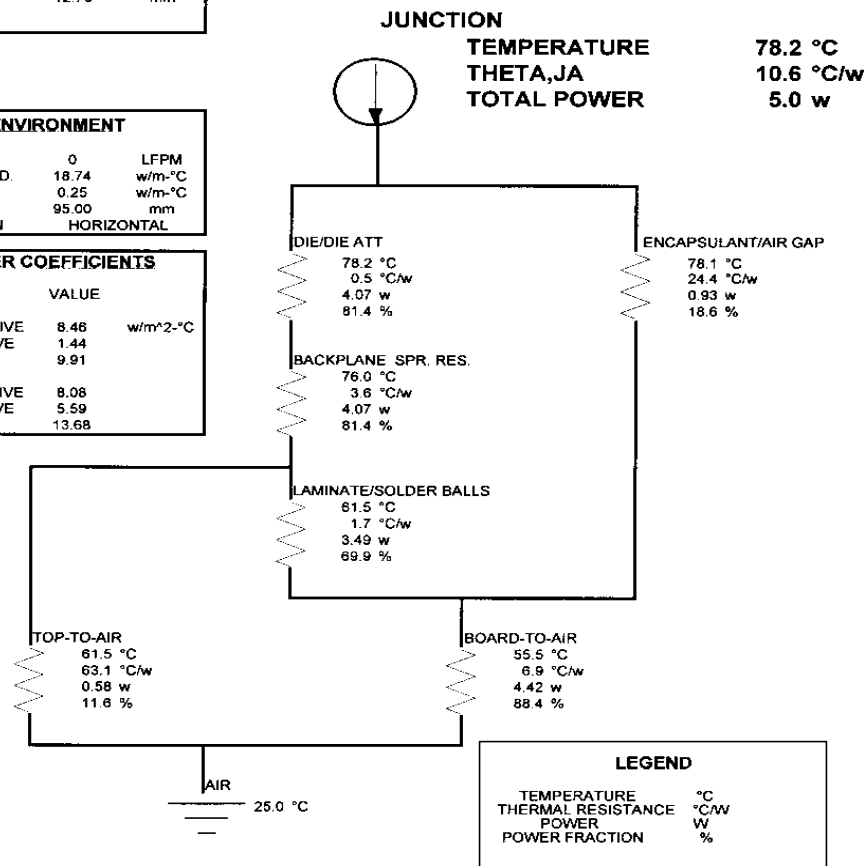 JUNCTION
TEMPERATURE 78.2 °C
THETA,JA 10.6 °C/w
TOTAL POWER 5.0 w
NVIRONMENT
0 LFPM
D. 18.74 w/m-°C
0.25 w/m-°C
95.00 mm
HORIZONTAL
R COEFFICIENTS
VALUE
IVE 8.46 w/m^2-°C
VE 1.44
9.91
IVE 8.08
VE 5.59
13.68
DIE/DIE ATT
78.2 °C
0.5 °C/w
4.07 w
81.4 %
ENCAPSULANT/AIR GAP
78.1 °C
24.4 °C/w
0.93 w
18.6 %
BACKPLANE SPR. RES.
76.0 °C
3.6 °C/w
4.07 w
81.4 %
LAMINATE/SOLDER BALLS
61.5 °C
1.7 °C/w
3.49 w
69.9 %
TOP-TO-AIR
61.5 °C
63.1 °C/w
0.58 w
11.6 %
BOARD-TO-AIR
55.5 °C
6.9 °C/w
4.42 w
88.4 %
AIR
25.0 °C
LEGEND
TEMPERATURE °C
THERMAL RESISTANCE °C/W
POWER W
POWER FRACTION %